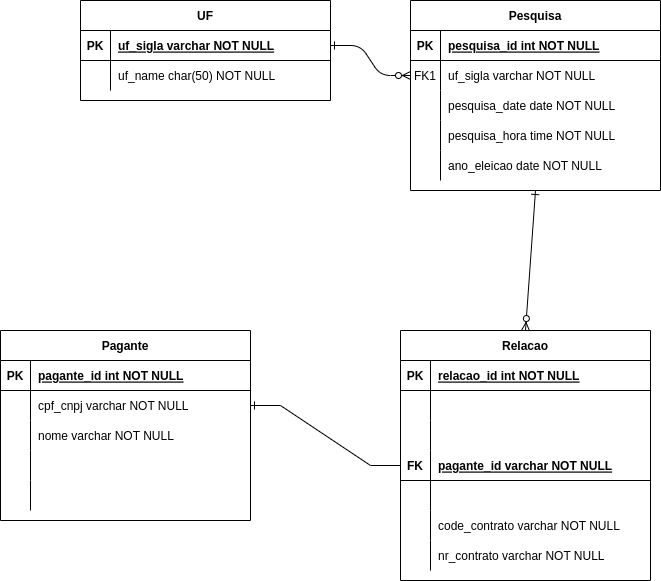 UF
PK uf_sigla varchar NOT NULL
uf_name char(50) NOT NULL
Pesquisa
PK pesquisa_id int NOT NULL
FK1 uf_sigla varchar NOT NULL
pesquisa_date date NOT NULL
pesquisa_hora time NOT NULL
ano_eleicao date NOT NULL
Pagante
PK pagante_id int NOT NULL
cpf_cnpj varchar NOT NULL
nome varchar NOT NULL
Relacao
PK relacao_id int NOT NULL
FK pagante_id varchar NOT NULL
code_contrato varchar NOT NULL
nr_contrato varchar NOT NULL